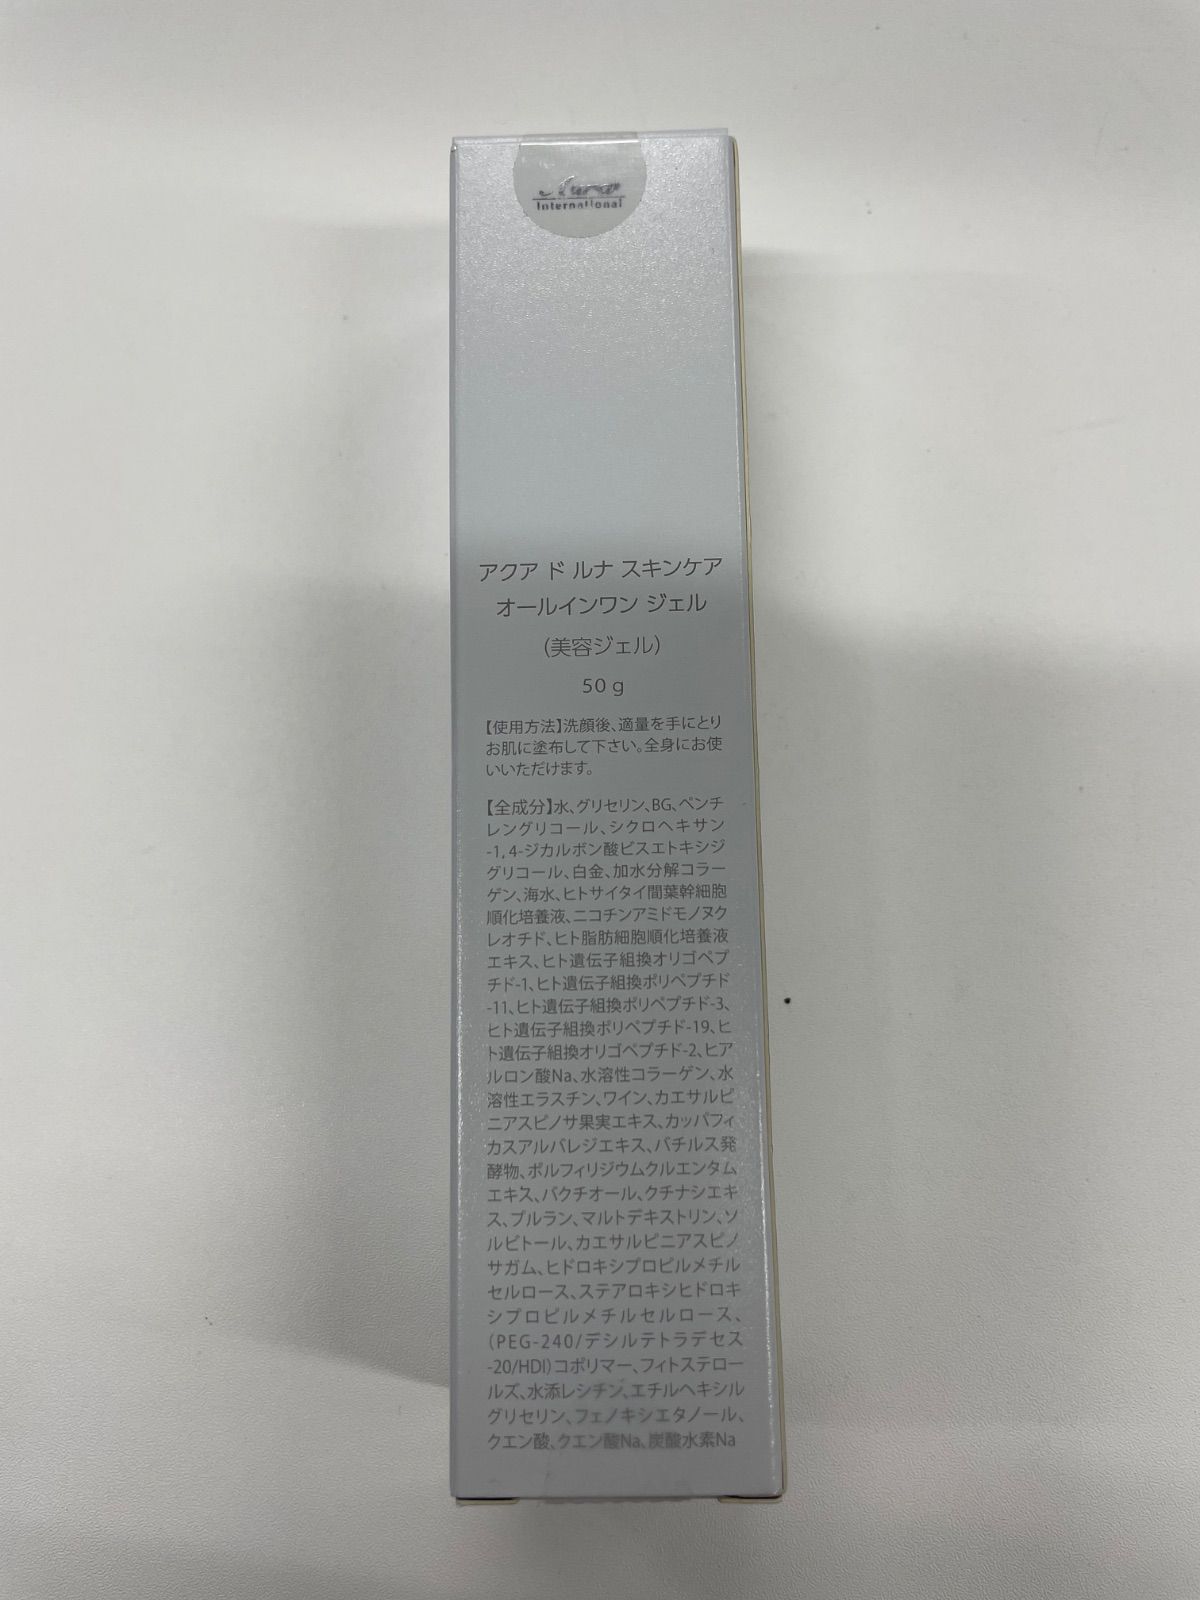 International
アクア ド ルナ スキンケア
オールインワン ジェル
(美容ジェル)
50 g
【使用方法】洗顔後、適量を手にとり
お肌に塗布して下さい。全身にお使
いいただけます。
【全成分】水、グリセリン、BG、ペンチ
レングリコール、シクロヘキサン
-1,4-ジカルボン酸ビスエトキシジ
グリコール、白金、加水分解コラー
ゲン、海水、ヒトサイタイ間葉幹細胞
順化培養液、ニコチンアミドモノヌク
レオチド、ヒト脂肪細胞順化培養液
エキス、ヒト遺伝子組換オリゴペプ
チド-1、ヒト遺伝子組換ポリペプチド
-11、ヒト遺伝子組換ポリペプチド-3、
ヒト遺伝子組換ポリペプチド-19、ヒ
ト遺伝子組換オリゴペプチド-2、ヒア
ルロン酸Na、水溶性コラーゲン、水
溶性エラスチン、ワイン、カエサルピ
ニアスピノサ果実エキス、カッパフィ
カスアルバレジエキス、バチルス発
酵物、ポルフィリジウムクルエンタム
エキス、バクチオール、クチナシエキ
ス、プルラン、マルトデキストリン、ソ
ルビトール、カエサルピニアスピノ
サガム、ヒドロキシプロピルメチル
セルロース、ステアロキシヒドロキ
シプロピルメチルセルロース、
(PEG-240/デシルテトラデセス
-20/HDI)コポリマー、フィトステロー
ルズ、水添レシチン、エチルヘキシル
グリセリン、フェノキシエタノール、
クエン酸、クエン酸Na、炭酸水素Na